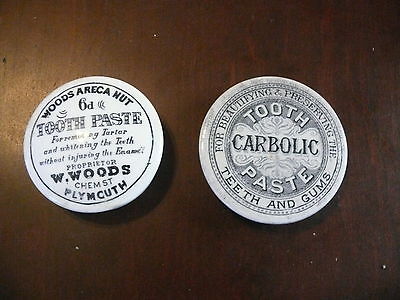 WOODS ARECA NUT
6d
TOOTH PASTE
For removing Tartar
and whitening the Teeth
without injuring the Enamel
PROPRIETOR
W. WOODS
CHEMST
PLYMOUTH
FOR BEAUTIFYING & PRESERVING THE
TOOTH
CARBOLIC
PASTE
TEETH AND GUMS